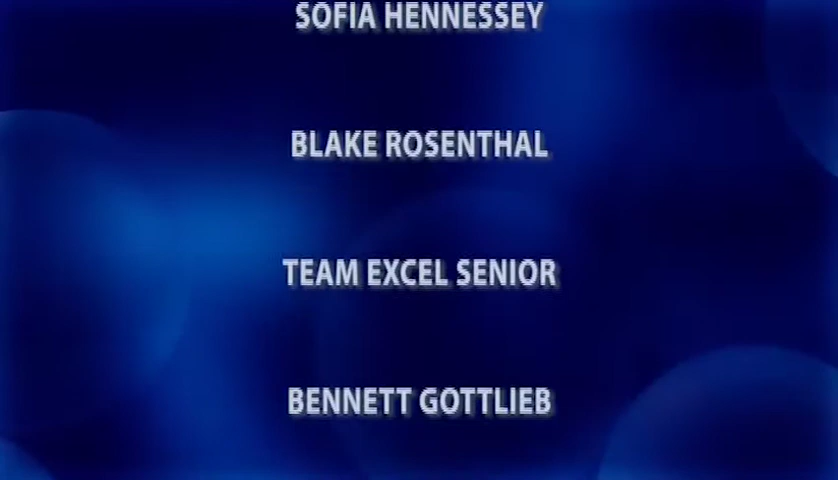 SOFIA HENNESSEY
BLAKE ROSENTHAL
TEAM EXCEL SENIOR
BENNETT GOTTLIEB